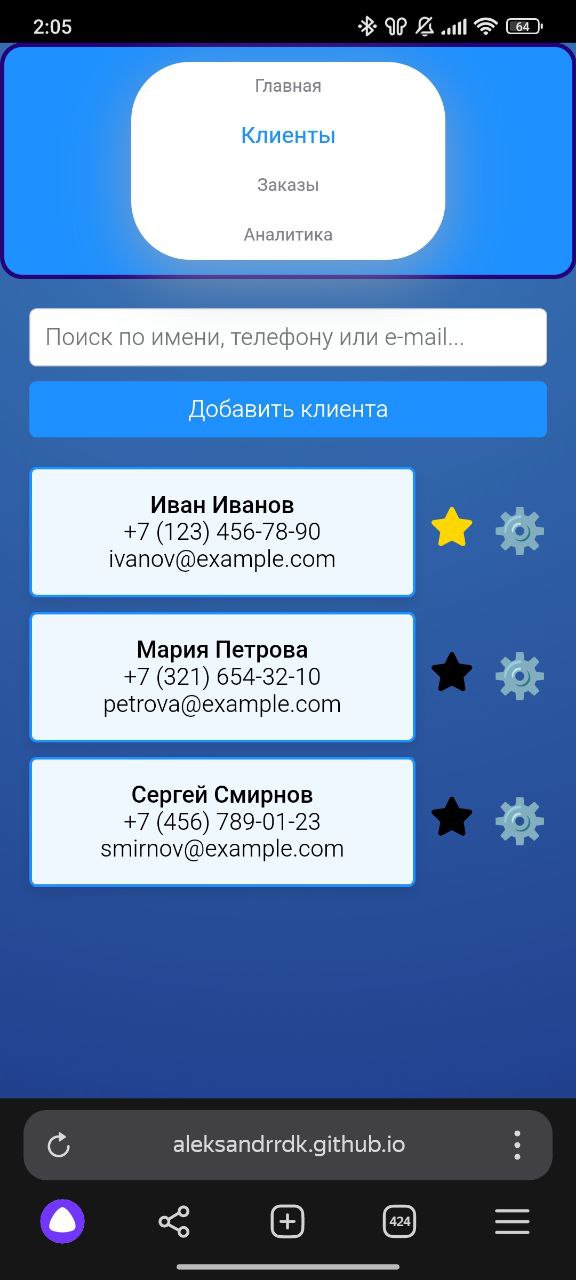 2:05
64
Главная
Клиенты
Заказы
Аналитика
Поиск по имени, телефону или e-mail...
Добавить клиента
Иван Иванов
+7 (123) 456-78-90
ivanov@example.com
Мария Петрова
+7 (321) 654-32-10
petrova@example.com
Сергей Смирнов
+7 (456) 789-01-23
smirnov@example.com
aleksandrrdk.github.io
424